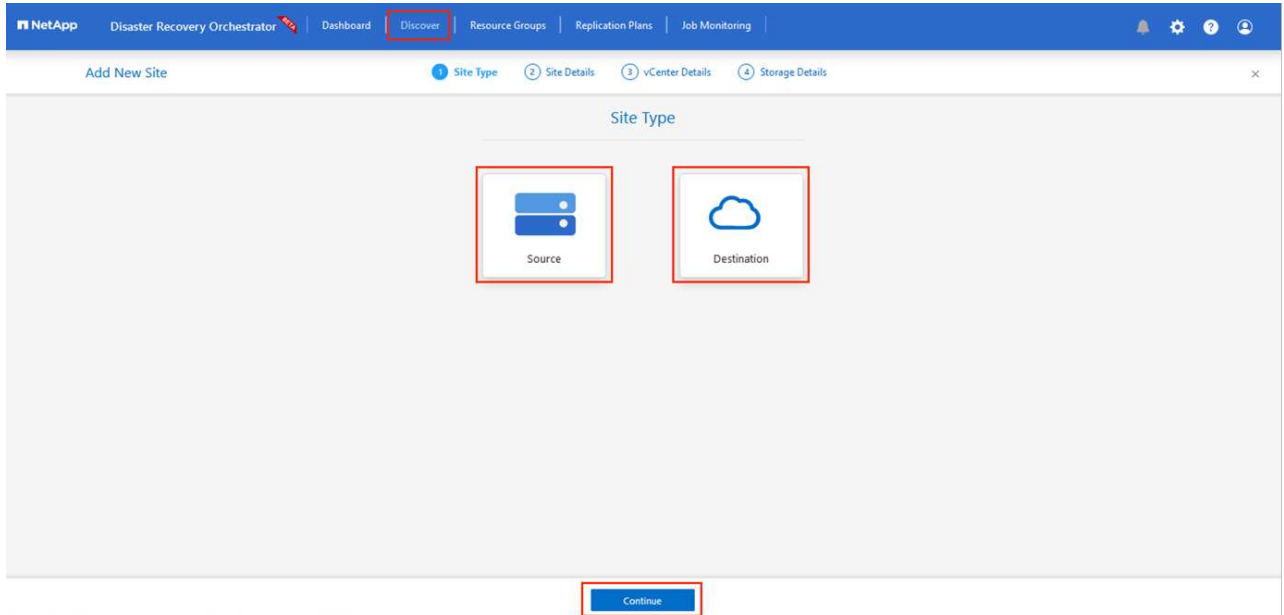 NetApp Disaster Recovery Orchestrator BETA Dashboard Discover Resource Groups Replication Plans Job Monitoring ?
Add New Site 1 Site Type 2 Site Details 3 vCenter Details 4 Storage Details
Site Type
Source Destination
Continue